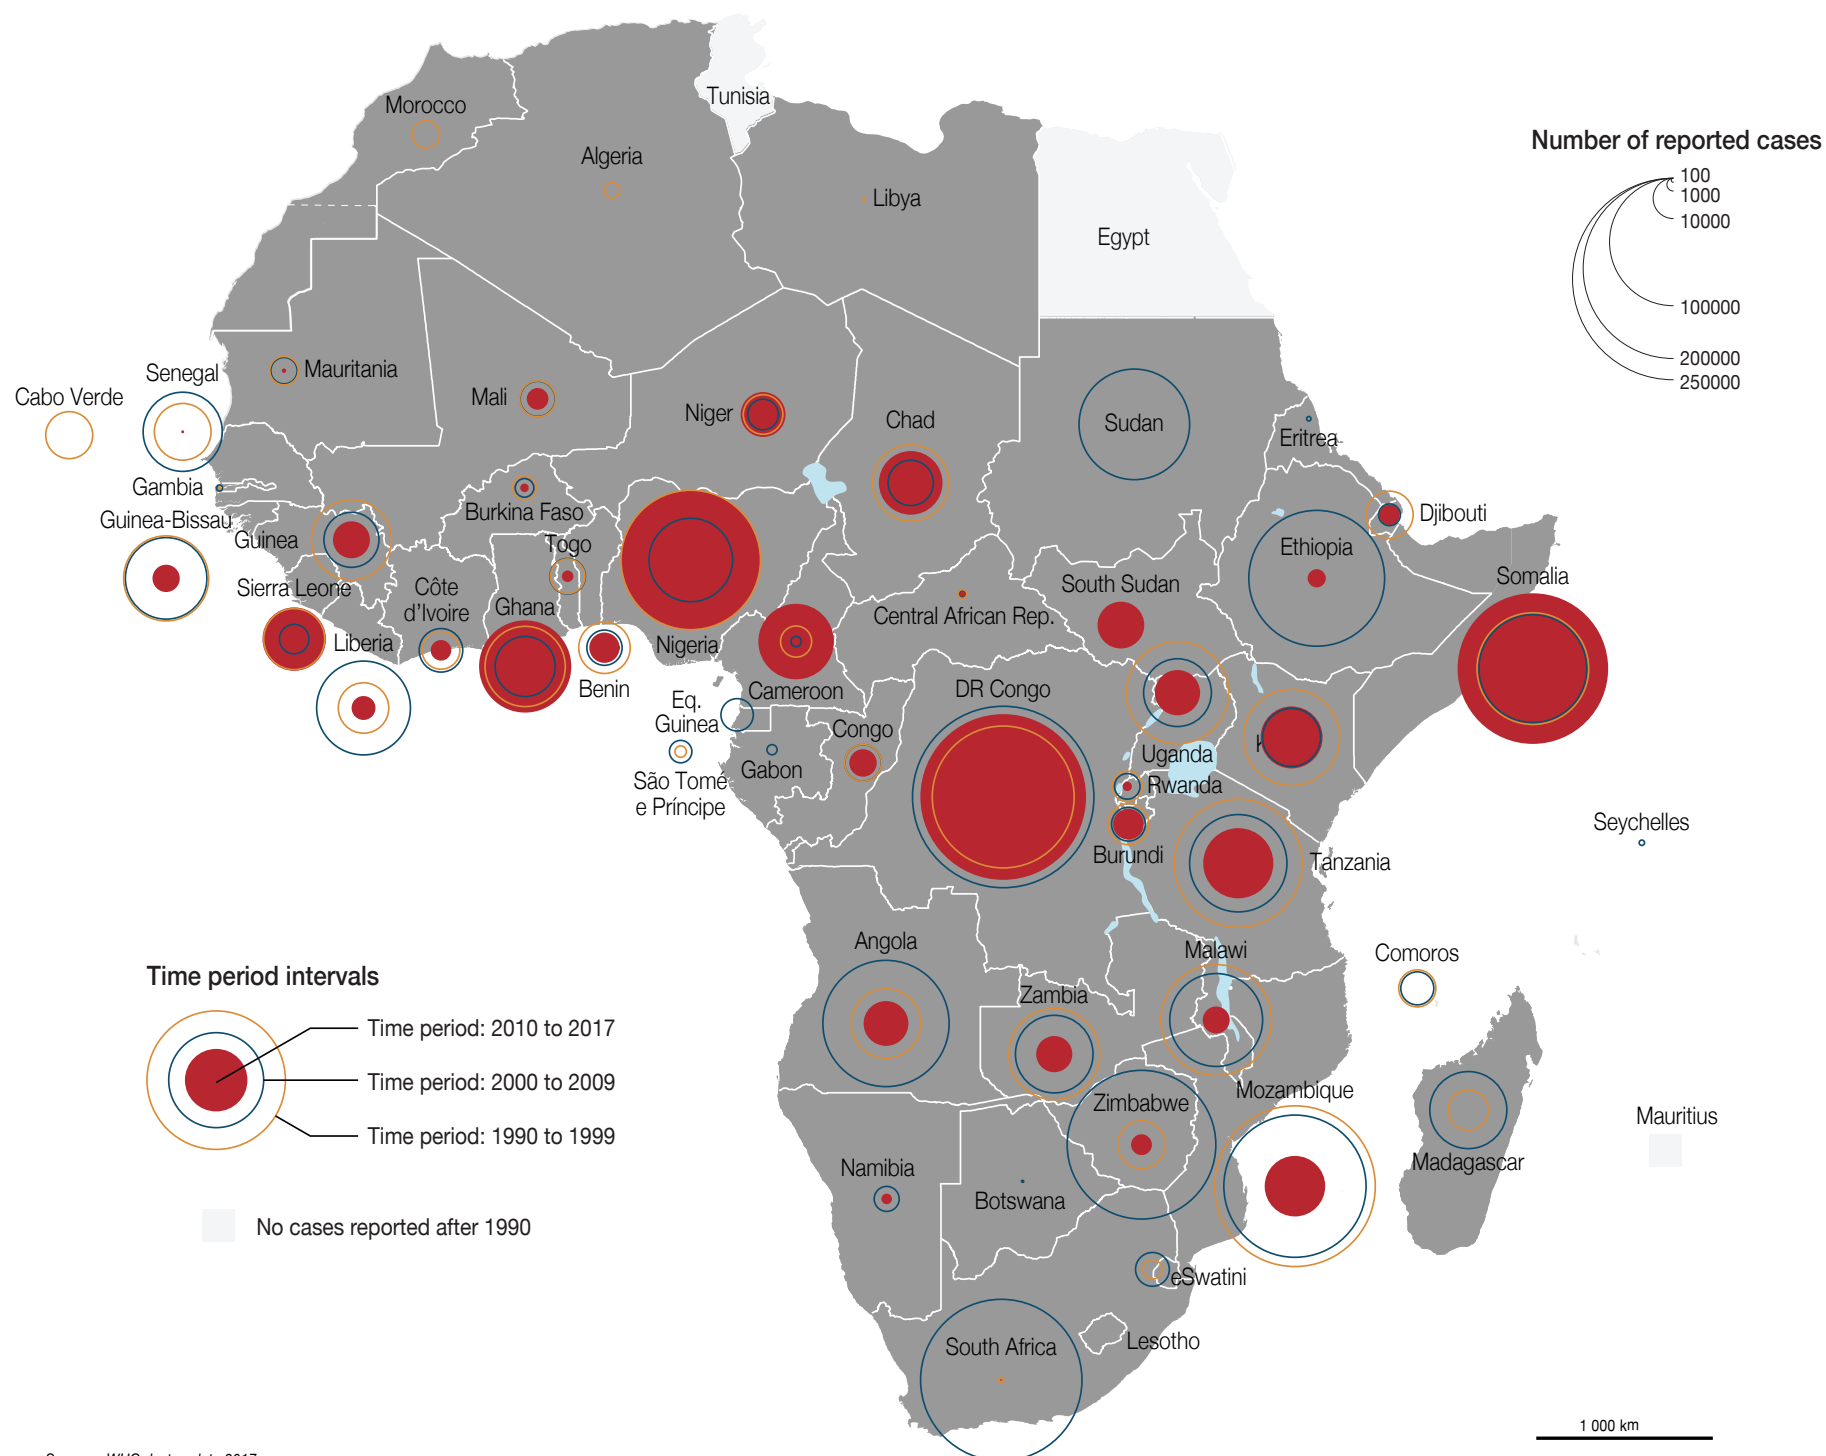 Tunisia
Morocco
Algeria
Libya
Egypt
Number of reported cases
100
1000
10000
100000
200000
250000
Mauritania
Senegal
Cabo Verde
Mali
Niger
Chad
Sudan
Eritrea
Gambia
Guinea-Bissau
Guinea
Burkina Faso
Togo
Djibouti
Ethiopia
Somalia
Sierra Leone
Côte
d'Ivoire
Ghana
South Sudan
Central African Rep.
Liberia
Nigeria
Benin
Cameroon
DR Congo
Eq.
Guinea
Congo
Gabon
São Tomé
e Príncipe
Uganda
K
Rwanda
Burundi
Tanzania
Seychelles
Angola
Malawi
Comoros
Zambia
Time period intervals
Time period: 2010 to 2017
Time period: 2000 to 2009
Time period: 1990 to 1999
No cases reported after 1990
Zimbabwe
Mozambique
Mauritius
Madagascar
Namibia
Botswana
eSwatini
South Africa
Lesotho
1 000 km